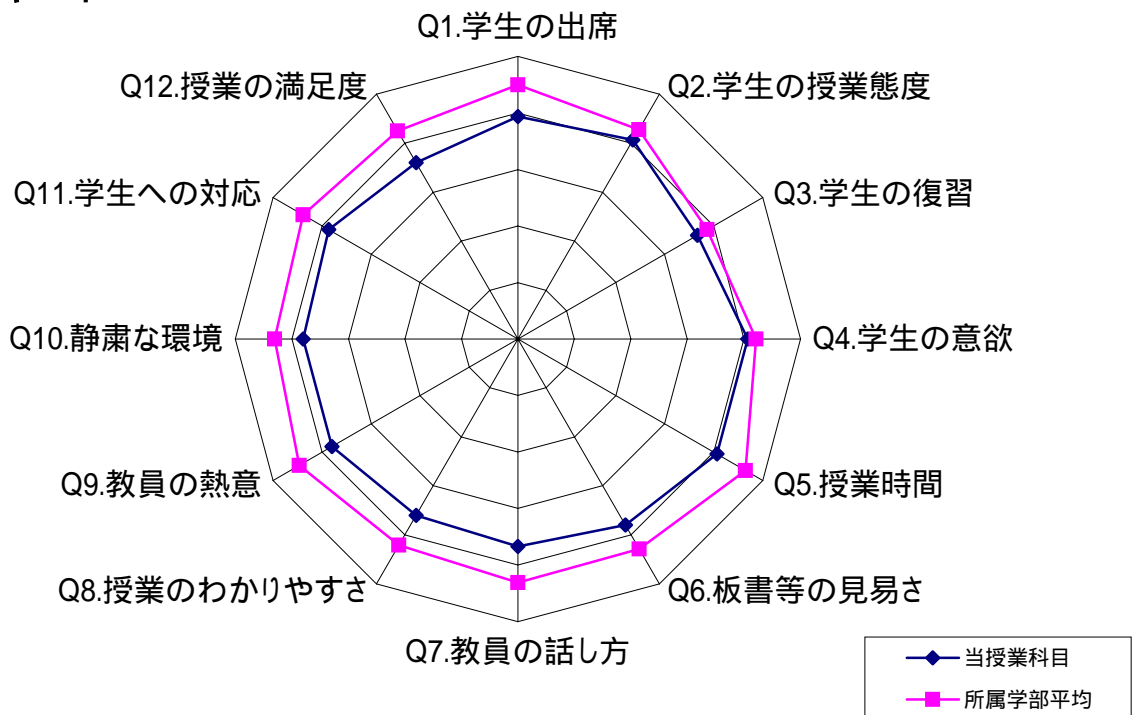 Q1.学生の出席
Q2.学生の授業態度
Q3.学生の復習
Q4.学生の意欲
Q5.授業時間
Q6.板書等の見易さ
Q7.教員の話し方
Q8.授業のわかりやすさ
Q9.教員の熱意
Q10.静粛な環境
Q11.学生への対応
Q12.授業の満足度
当授業科目
所属学部平均